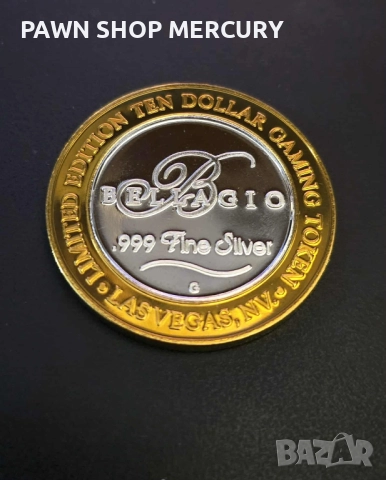 PAWN SHOP MERCURY
LIMITED EDITION TEN DOLLAR GAMING TOKEN
B
BELLAGIO
.999 Fine Silver
G
LAS VEGAS, NV.
BAZAR